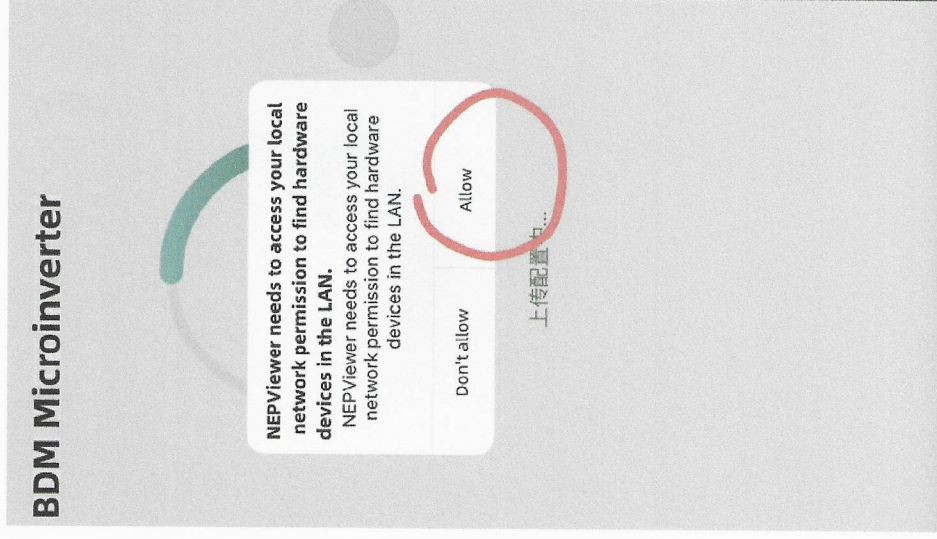 BDM Microinverter
NEPViewer needs to access your local
network permission to find hardware
devices in the LAN.
NEPViewer needs to access your local
network permission to find hardware
devices in the LAN.
Don't allow
Allow
上传配置中...